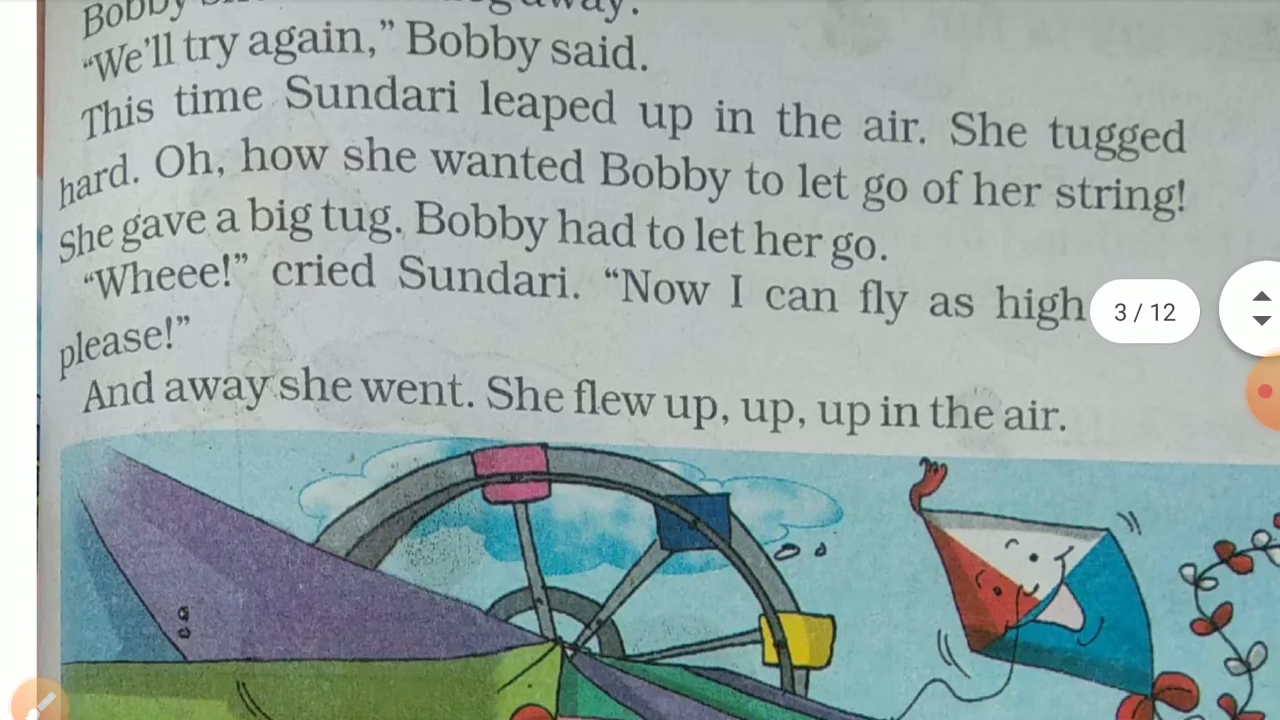 Bobby
"We'll try again," Bobby said.
This time Sundari leaped up in the air. She tugged
hard. Oh, how she wanted Bobby to let go of her string!
She gave a big tug. Bobby had to let her go.
"Wheee!" cried Sundari. "Now I can fly as high
3 / 12
please!"
And away she went. She flew up, up, up in the air.